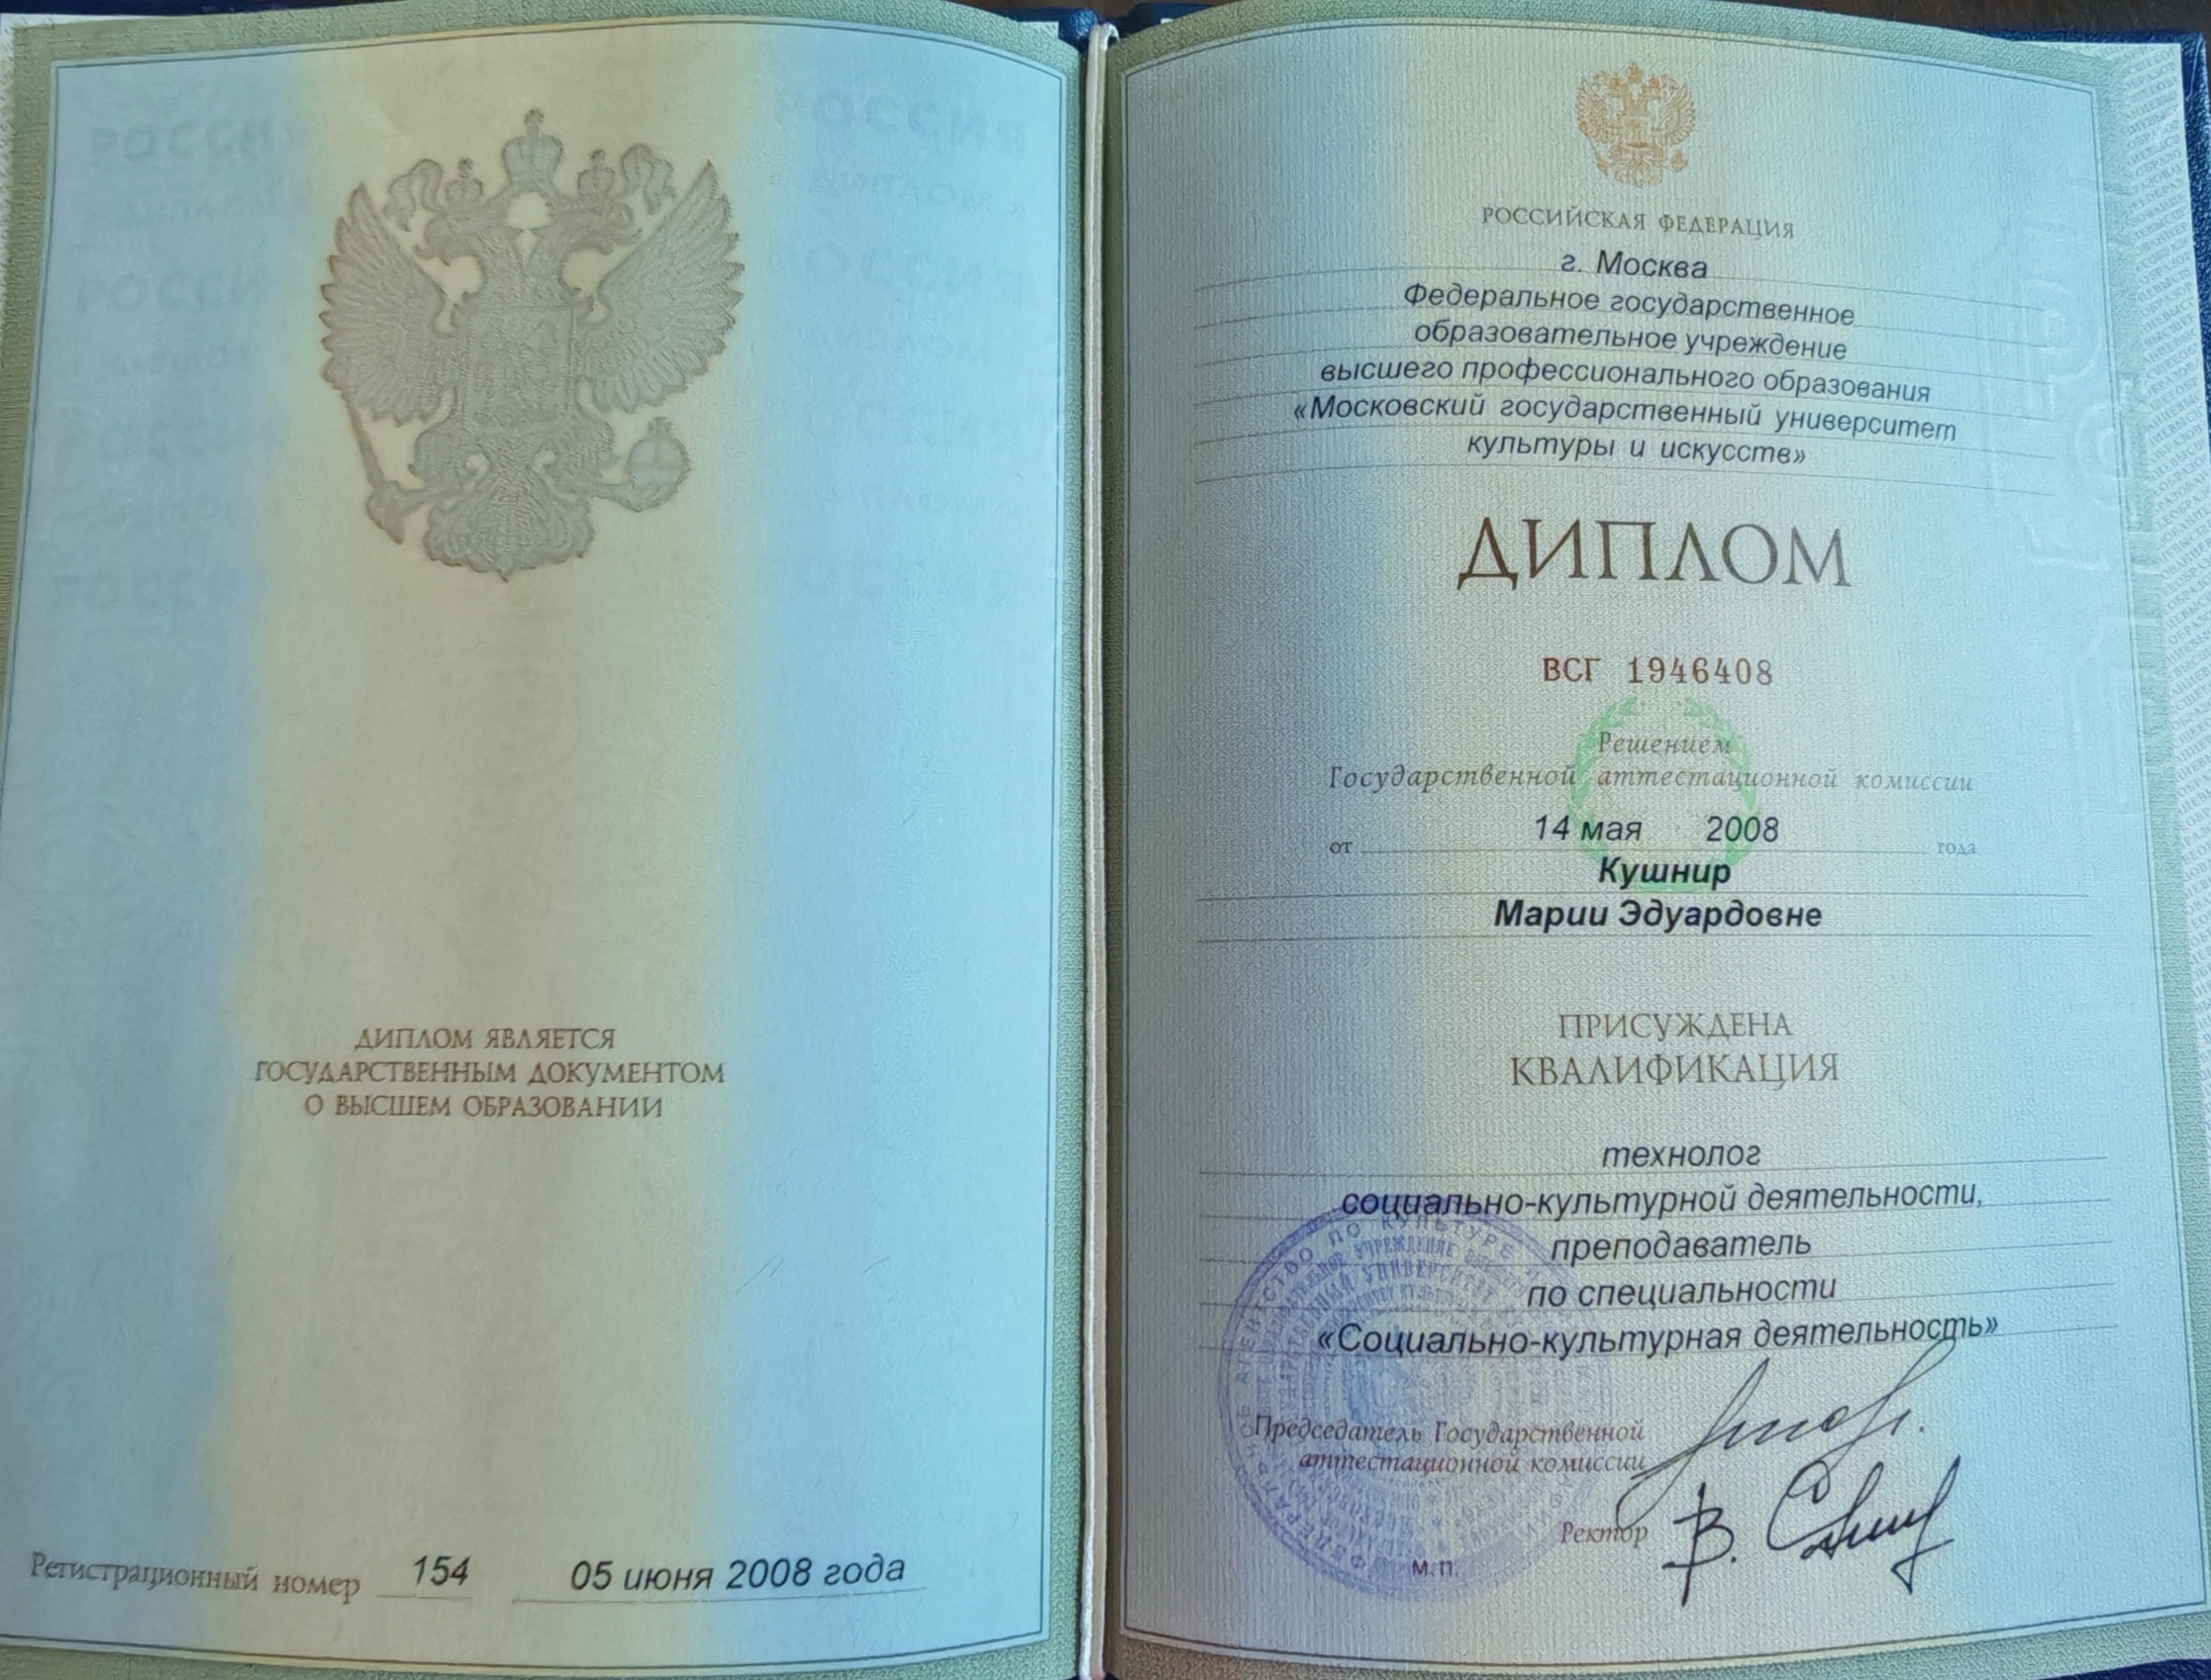 ДИПЛОМ ЯВЛЯЕТСЯ
ГОСУДАРСТВЕННЫМ ДОКУМЕНТОМ
О ВЫСШЕМ ОБРАЗОВАНИИ
Регистрационный номер 154 05 июня 2008 года
РОССИЙСКАЯ ФЕДЕРАЦИЯ
г. Москва
Федеральное государственное
образовательное учреждение
высшего профессионального образования
«Московский государственный университет
культуры и искусств»
ДИПЛОМ
ВСГ 1946408
Решением
Государственной аттестационной комиссии
от 14 мая 2008 года
Кушнир
Марии Эдуардовне
ПРИСУЖДЕНА
КВАЛИФИКАЦИЯ
технолог
социально-культурной деятельности,
преподаватель
по специальности
«Социально-культурная деятельность»
Председатель Государственной
аттестационной комиссии
Ректор
м.п.